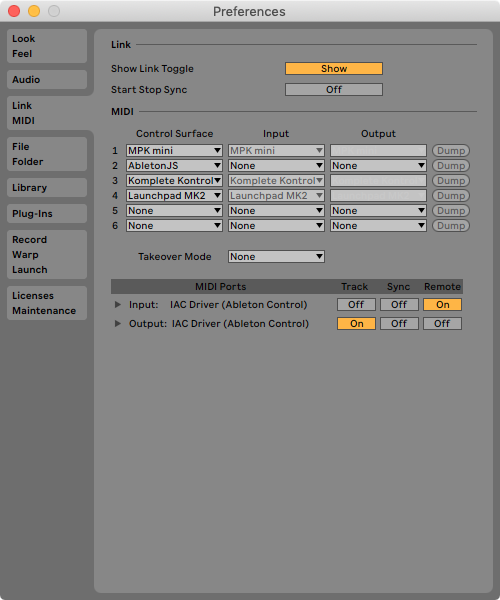 Preferences
Look
Feel
Audio
Link
MIDI
File
Folder
Library
Plug-Ins
Record
Warp
Launch
Licenses
Maintenance
Link
Show Link Toggle Show
Start Stop Sync Off
MIDI
Control Surface Input Output
1 MPK mini MPK mini Dump
2 AbletonJS None None Dump
3 Komplete Kontrol Komplete Kontrol Dump
4 Launchpad MK2 Launchpad MK2 Dump
5 None None None Dump
6 None None None Dump
Takeover Mode None
MIDI Ports Track Sync Remote
Input: IAC Driver (Ableton Control) Off Off On
Output: IAC Driver (Ableton Control) On Off Off